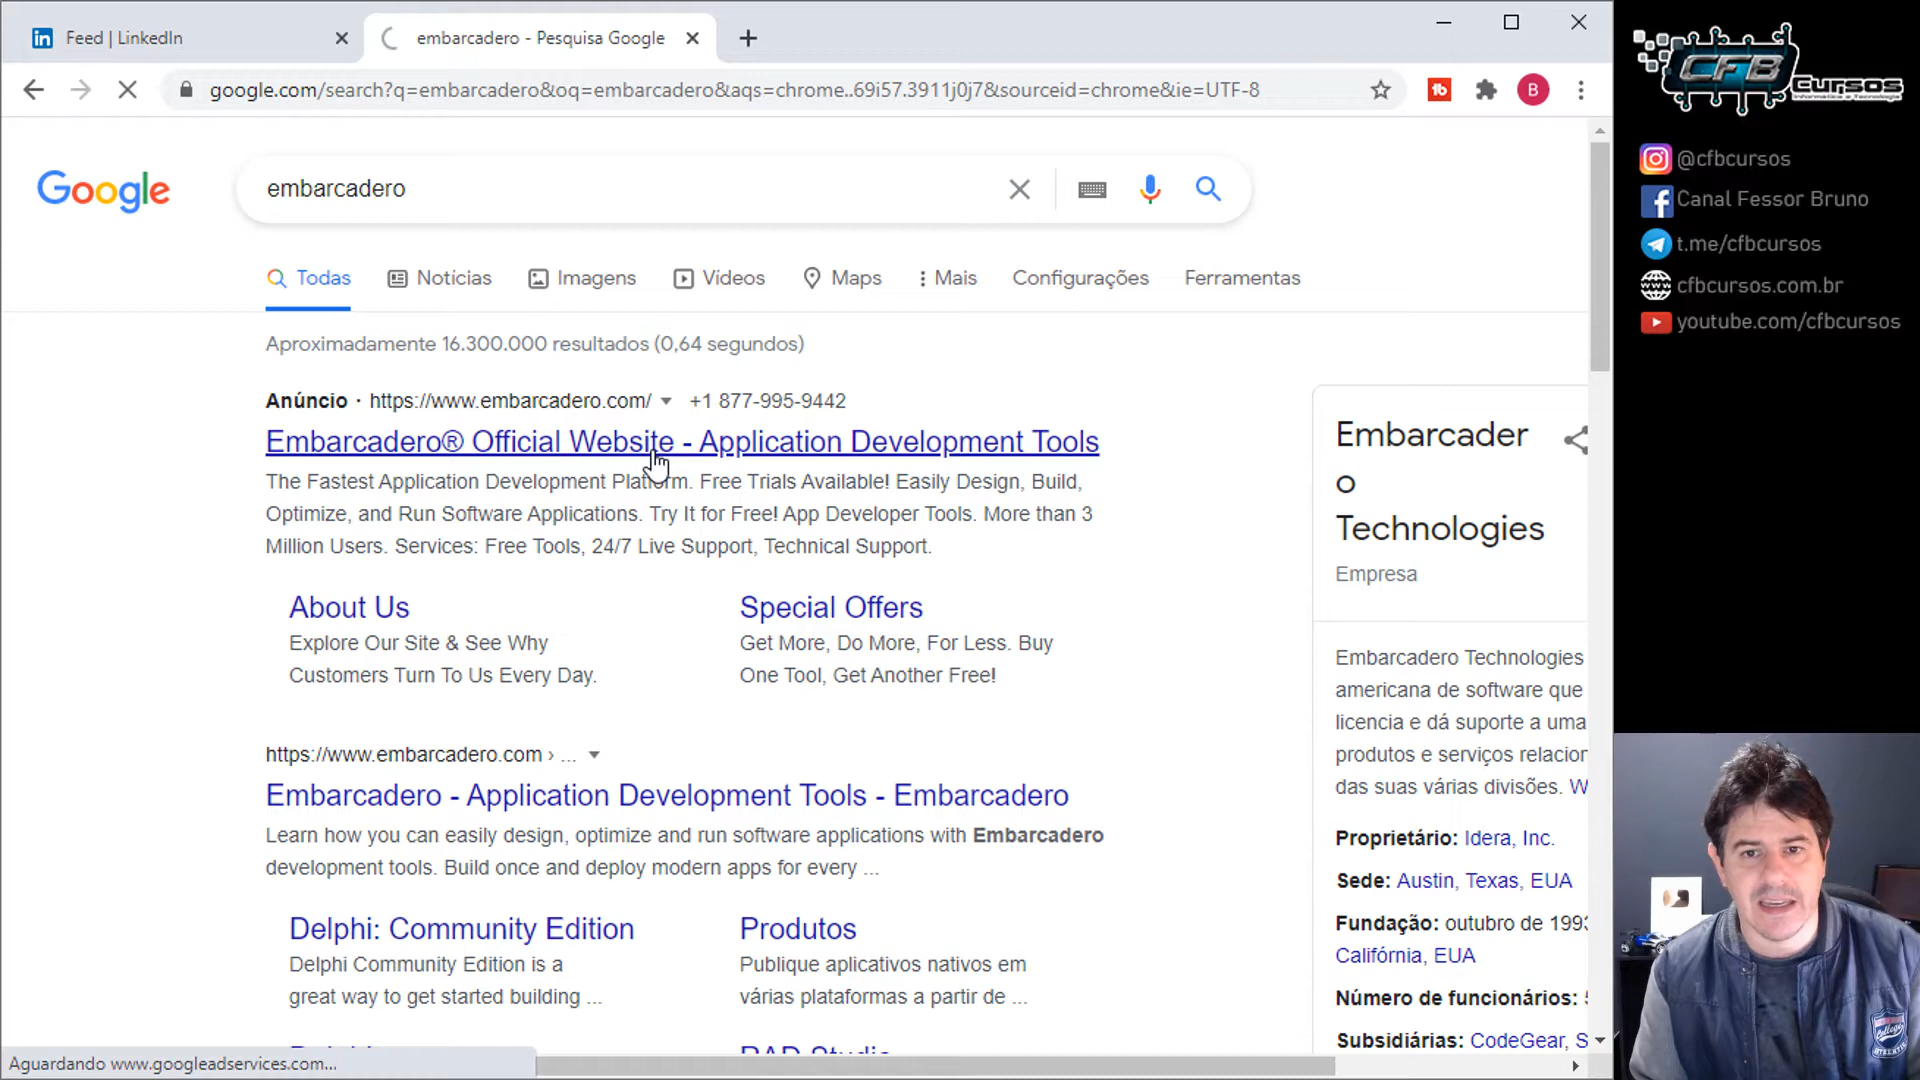 Feed | LinkedIn
embarcadero - Pesquisa Google
google.com/search?q=embarcadero&oq=embarcadero&aqs=chrome..69i57.3911j0j7&sourceid=chrome&ie=UTF-8
B
Google
embarcadero
Todas
Notícias
Imagens
Vídeos
Maps
Mais
Configurações
Ferramentas
Aproximadamente 16.300.000 resultados (0,64 segundos)
Anúncio · https://www.embarcadero.com/ +1 877-995-9442
Embarcadero® Official Website - Application Development Tools
The Fastest Application Development Platform. Free Trials Available! Easily Design, Build,
Optimize, and Run Software Applications. Try It for Free! App Developer Tools. More than 3
Million Users. Services: Free Tools, 24/7 Live Support, Technical Support.
About Us
Explore Our Site & See Why
Customers Turn To Us Every Day.
Special Offers
Get More, Do More, For Less. Buy
One Tool, Get Another Free!
https://www.embarcadero.com › ...
Embarcadero - Application Development Tools - Embarcadero
Learn how you can easily design, optimize and run software applications with Embarcadero
development tools. Build once and deploy modern apps for every ...
Delphi: Community Edition
Delphi Community Edition is a
great way to get started building ...
Produtos
Publique aplicativos nativos em
várias plataformas a partir de ...
RAD Studio
Embarcader
o
Technologies
Empresa
Embarcadero Technologies
americana de software que
licencia e dá suporte a uma
produtos e serviços relacion
das suas várias divisões. W
Proprietário: Idera, Inc.
Sede: Austin, Texas, EUA
Fundação: outubro de 1993
Califórnia, EUA
Número de funcionários:
Subsidiárias: CodeGear, S
Aguardando www.googleadservices.com...
CFB
Cursos
Informática e Tecnologia
@cfbcursos
Canal Fessor Bruno
t.me/cfbcursos
cfbcursos.com.br
youtube.com/cfbcursos